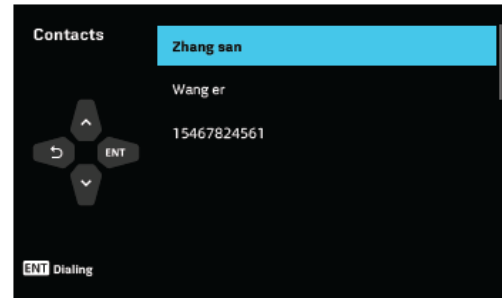 Contacts
Zhang san
Wang er
15467824561
ENT
ENT Dialing